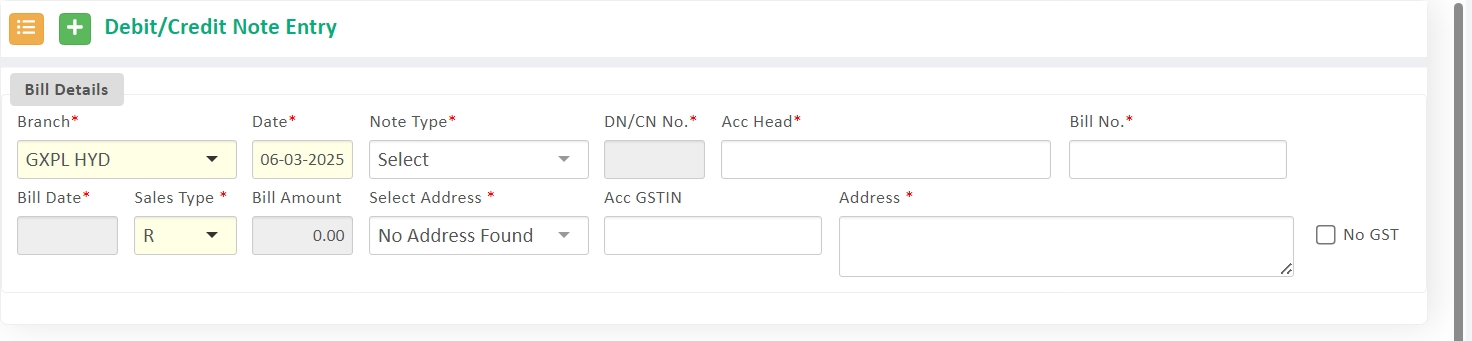 Debit/Credit Note Entry
Bill Details
Branch* Date* Note Type* DN/CN No.* Acc Head* Bill No.*
GXPL HYD 06-03-2025 Select
Bill Date* Sales Type * Bill Amount Select Address * Acc GSTIN Address *
R 0.00 No Address Found No GST